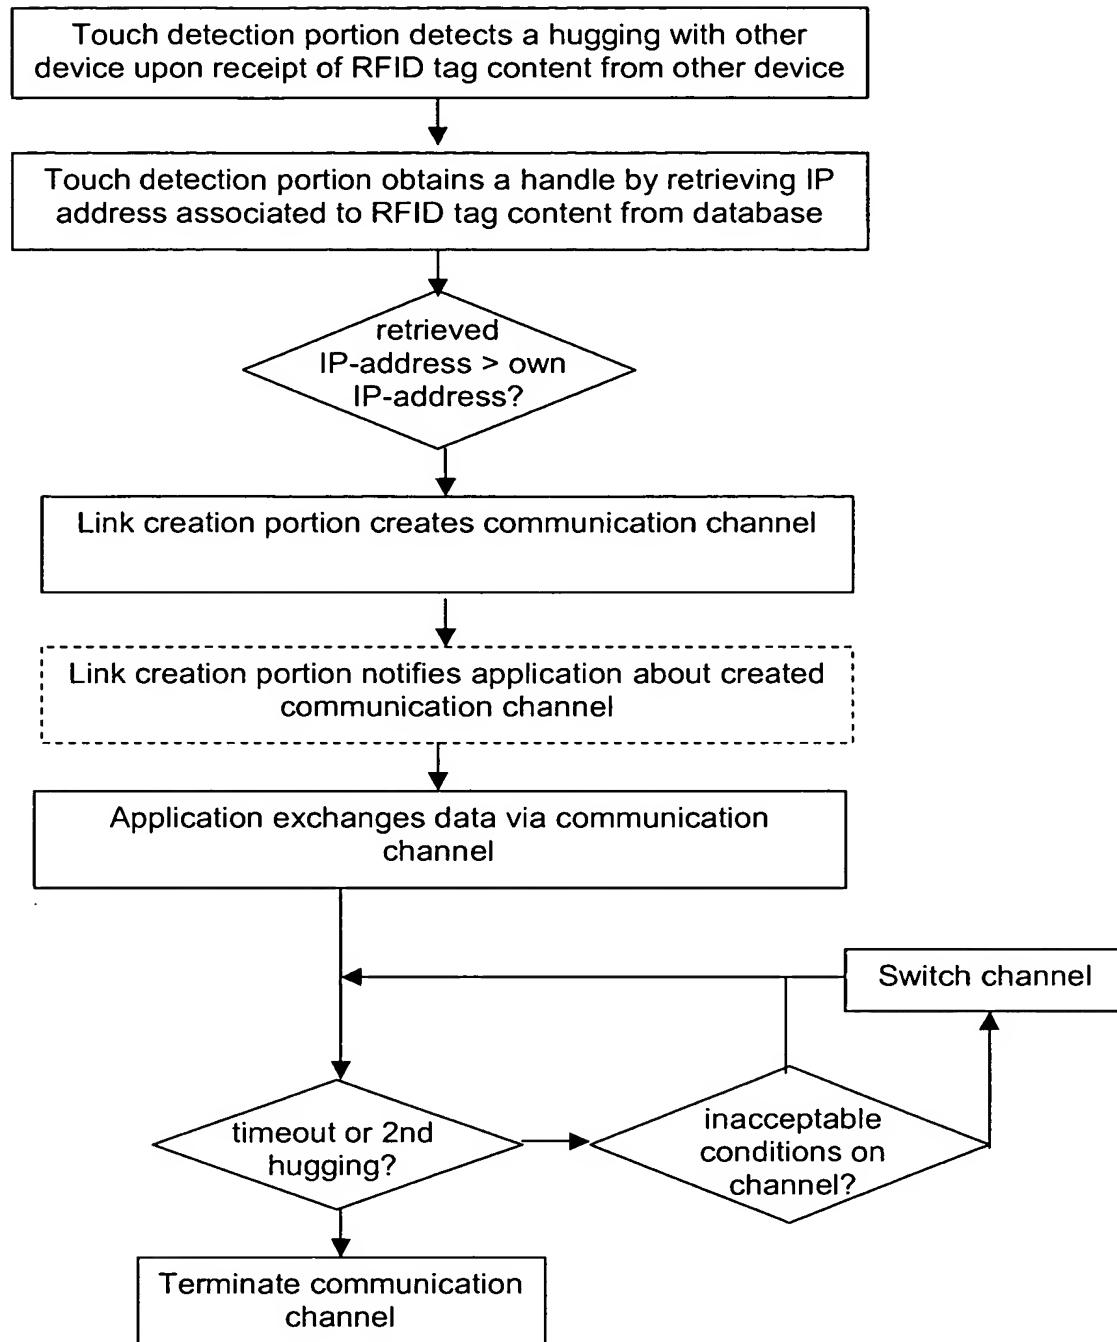 Touch detection portion detects a hugging with other
device upon receipt of RFID tag content from other device
Touch detection portion obtains a handle by retrieving IP
address associated to RFID tag content from database
retrieved
IP-address > own
IP-address?
Link creation portion creates communication channel
Link creation portion notifies application about created
communication channel
Application exchanges data via communication
channel
Switch channel
timeout or 2nd
hugging?
inacceptable
conditions on
channel?
Terminate communication
channel